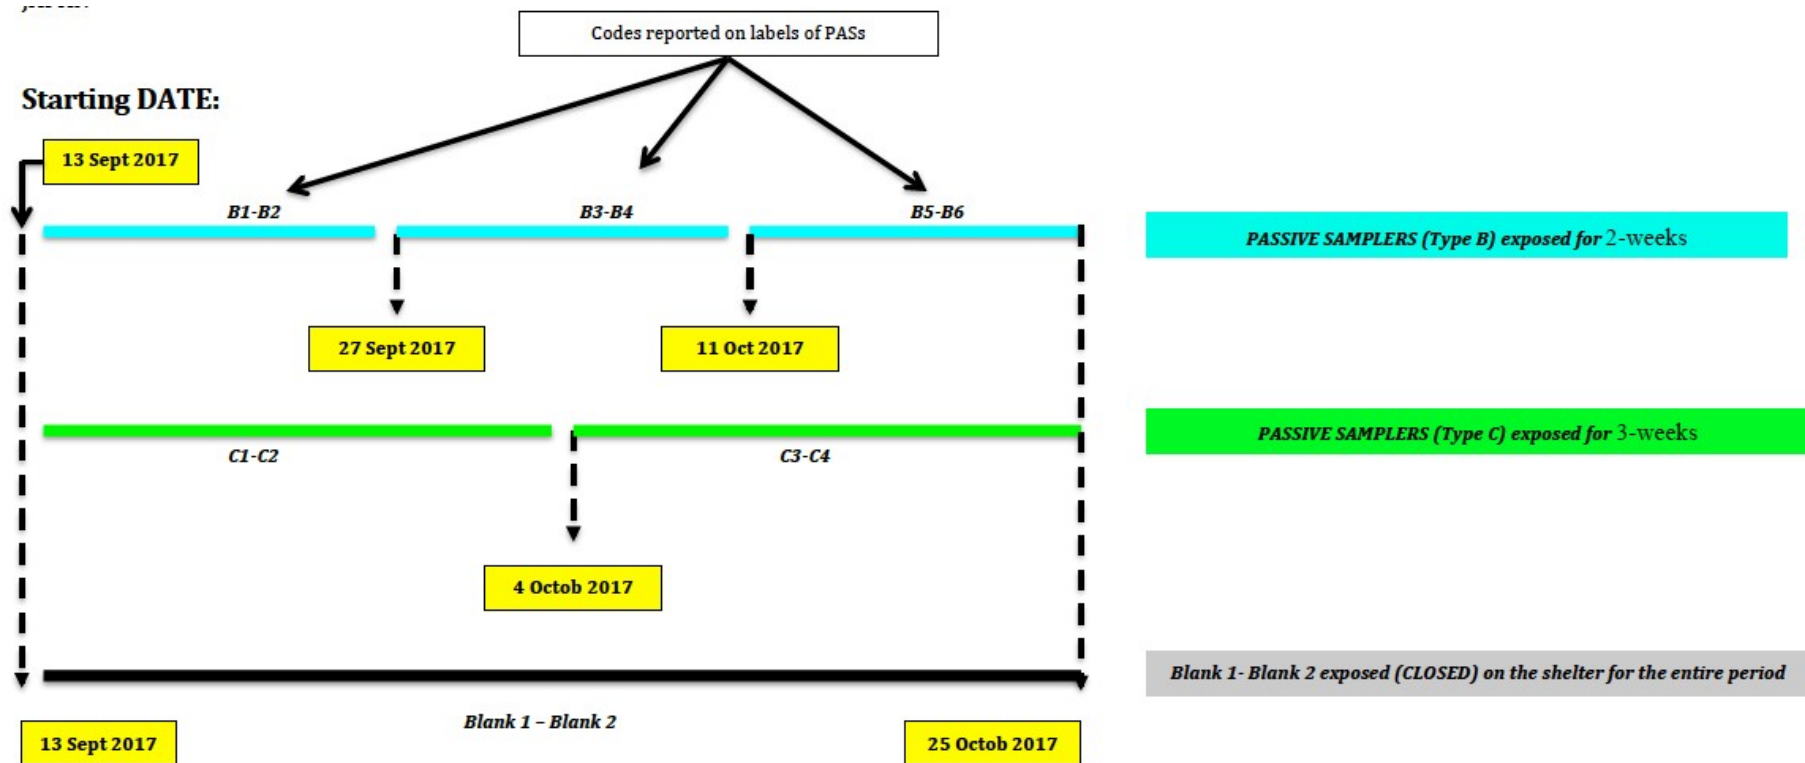 Codes reported on labels of PASs
Starting DATE:
13 Sept 2017
B1-B2
B3-B4
B5-B6
PASSIVE SAMPLERS (Type B) exposed for 2-weeks
27 Sept 2017
11 Oct 2017
PASSIVE SAMPLERS (Type C) exposed for 3-weeks
C1-C2
C3-C4
4 Octob 2017
Blank 1- Blank 2 exposed (CLOSED) on the shelter for the entire period
Blank 1 – Blank 2
13 Sept 2017
25 Octob 2017